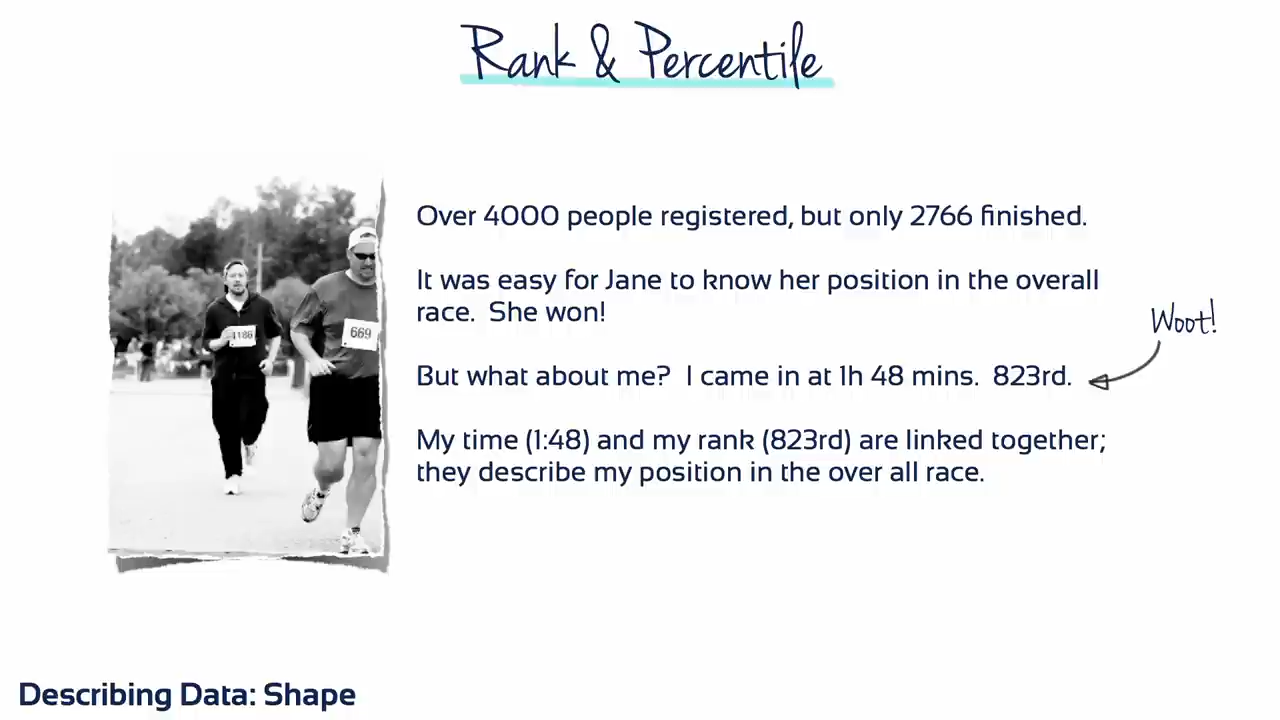 Rank & Percentile
Over 4000 people registered, but only 2766 finished.
It was easy for Jane to know her position in the overall
race. She won!
Woot!
But what about me? I came in at 1h 48 mins. 823rd.
My time (1:48) and my rank (823rd) are linked together;
they describe my position in the over all race.
1186
669
Describing Data: Shape